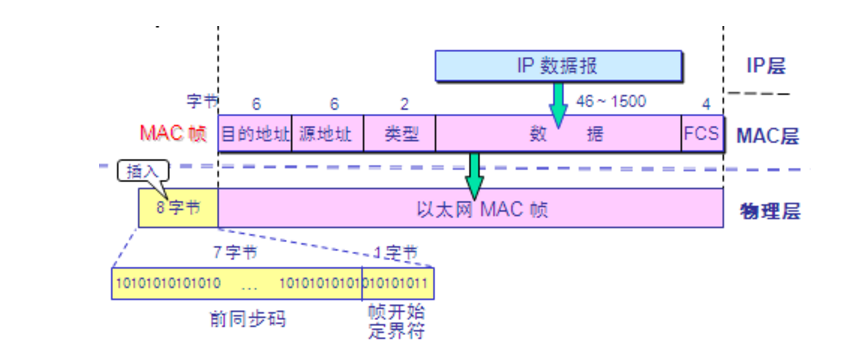 IP 数据报
IP层
字节
6
6
2
46 ~ 1500
4
MAC 帧
目的地址
源地址
类型
数 据
FCS
MAC层
插入
8 字节
以太网 MAC 帧
物理层
7 字节
1 字节
10101010101010 ... 10101010101010101011
前同步码
帧开始
定界符